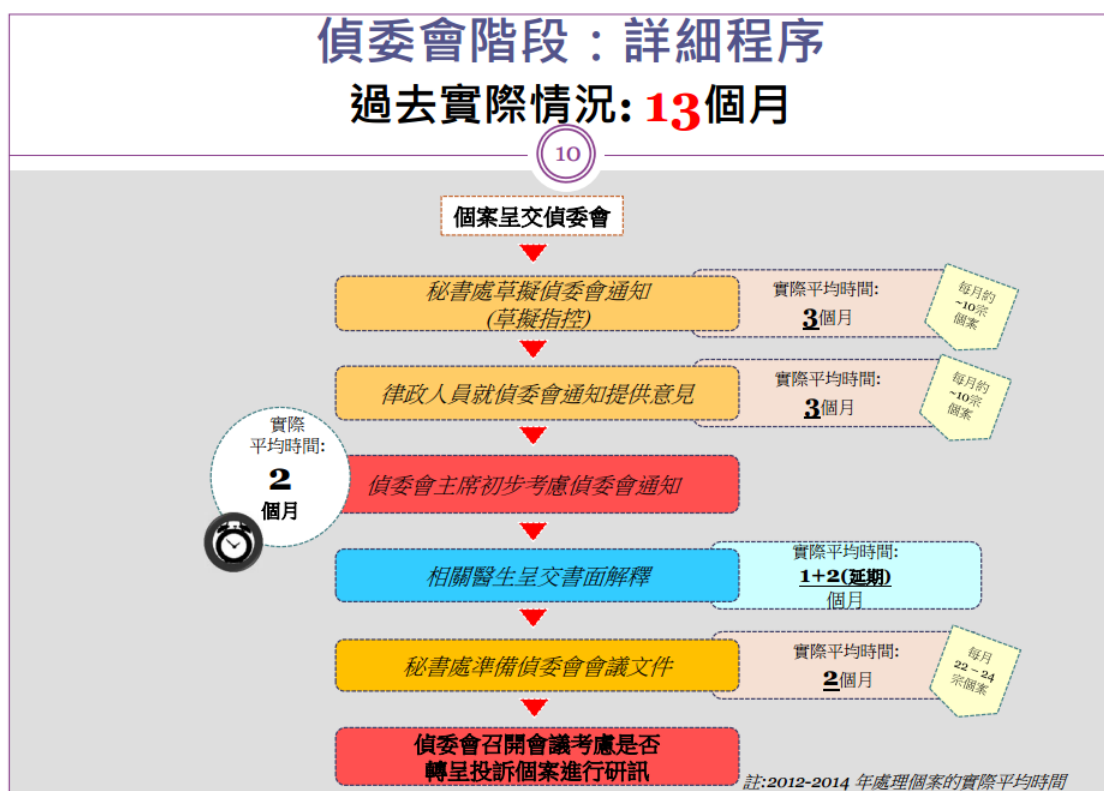 偵委會階段：詳細程序
過去實際情況: 13個月
10
個案呈交偵委會
秘書處草擬偵委會通知
(草擬指控)
實際平均時間:
3個月
每月約
~10宗
個案
律政人員就偵委會通知提供意見
實際平均時間:
3個月
每月約
~10宗
個案
實際
平均時間:
2
個月
偵委會主席初步考慮偵委會通知
相關醫生呈交書面解釋
實際平均時間:
1+2(延期)
個月
秘書處準備偵委會會議文件
實際平均時間:
2個月
每月
22 – 24
宗個案
偵委會召開會議考慮是否
轉呈投訴個案進行研訊
註:2012-2014 年處理個案的實際平均時間